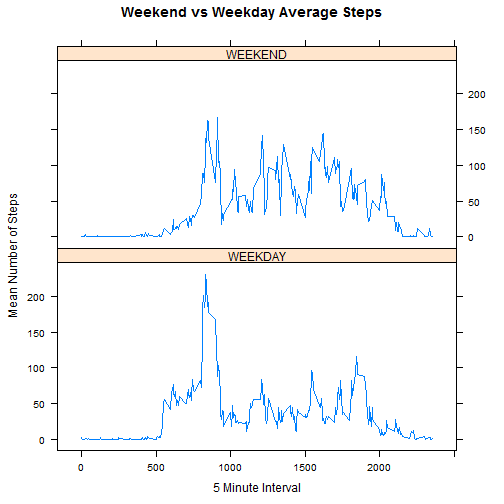 Weekend vs Weekday Average Steps
WEEKEND
200
150
100
50
0
WEEKDAY
200
150
100
50
0
0 500 1000 1500 2000
Mean Number of Steps
5 Minute Interval